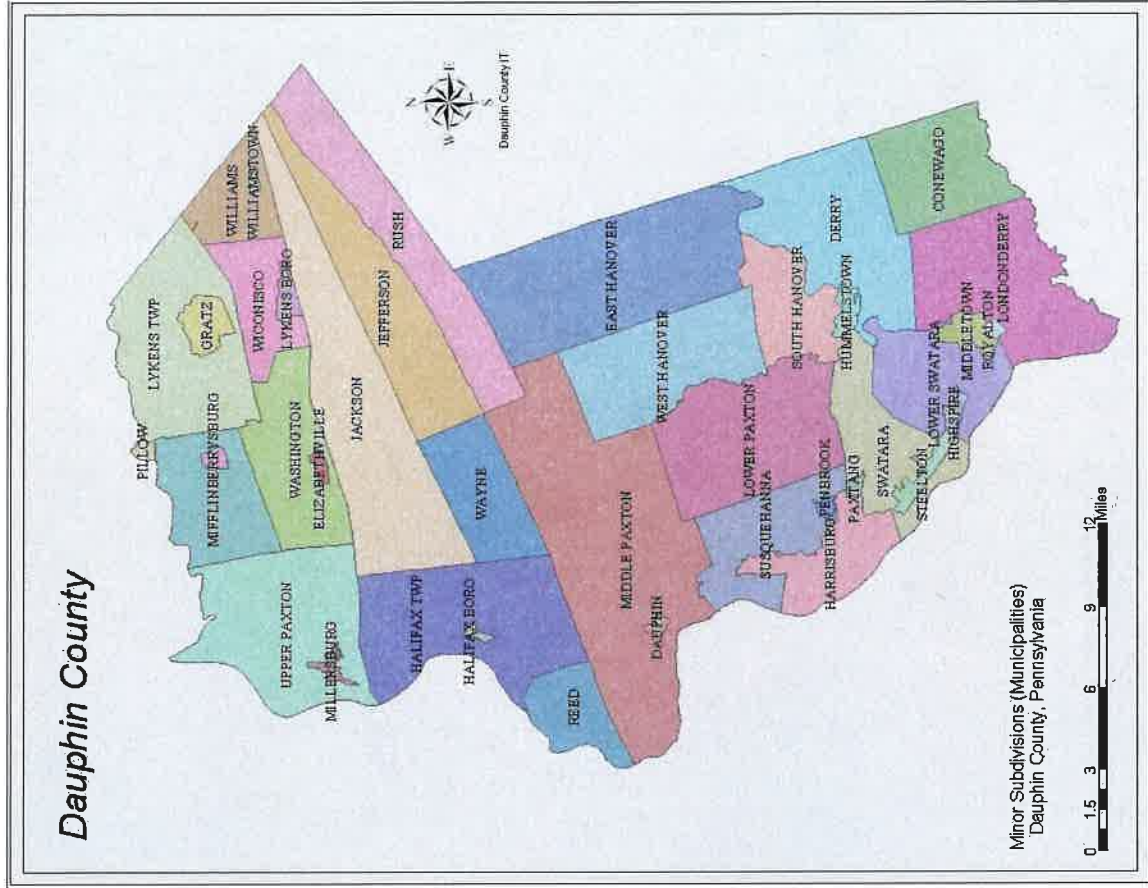 Dauphin County
LYKENS TWP
WILLIAMS
WILLIAMSTOWN
GRATZ
PILLOW
WICONISCO
LYKENS BORO
MIFFLIN
BERRYSBURG
WASHINGTON
ELIZABETHVILLE
UPPER PAXTON
MILLERSBURG
JACKSON
JEFFERSON
RUSH
N
W
E
S
Dauphin County IT
HALIFAX TWP
HALIFAX BORO
WAYNE
REED
MIDDLE PAXTON
DAUPHIN
EAST HANOVER
WEST HANOVER
LOWER PAXTON
SUSQUEHANNA
SOUTH HANOVER
DERRY
HUMMELSTOWN
CONEWAGO
HARRISBURG
PENBROOK
PAXTANG
SWATARA
STEELTON
LOWER SWATARA
HIGHSPIRE
MIDDLETOWN
ROYALTON
LONDONDERRY
Minor Subdivisions (Municipalities)
Dauphin County, Pennsylvania
0 1.5 3 6 9 12
Miles